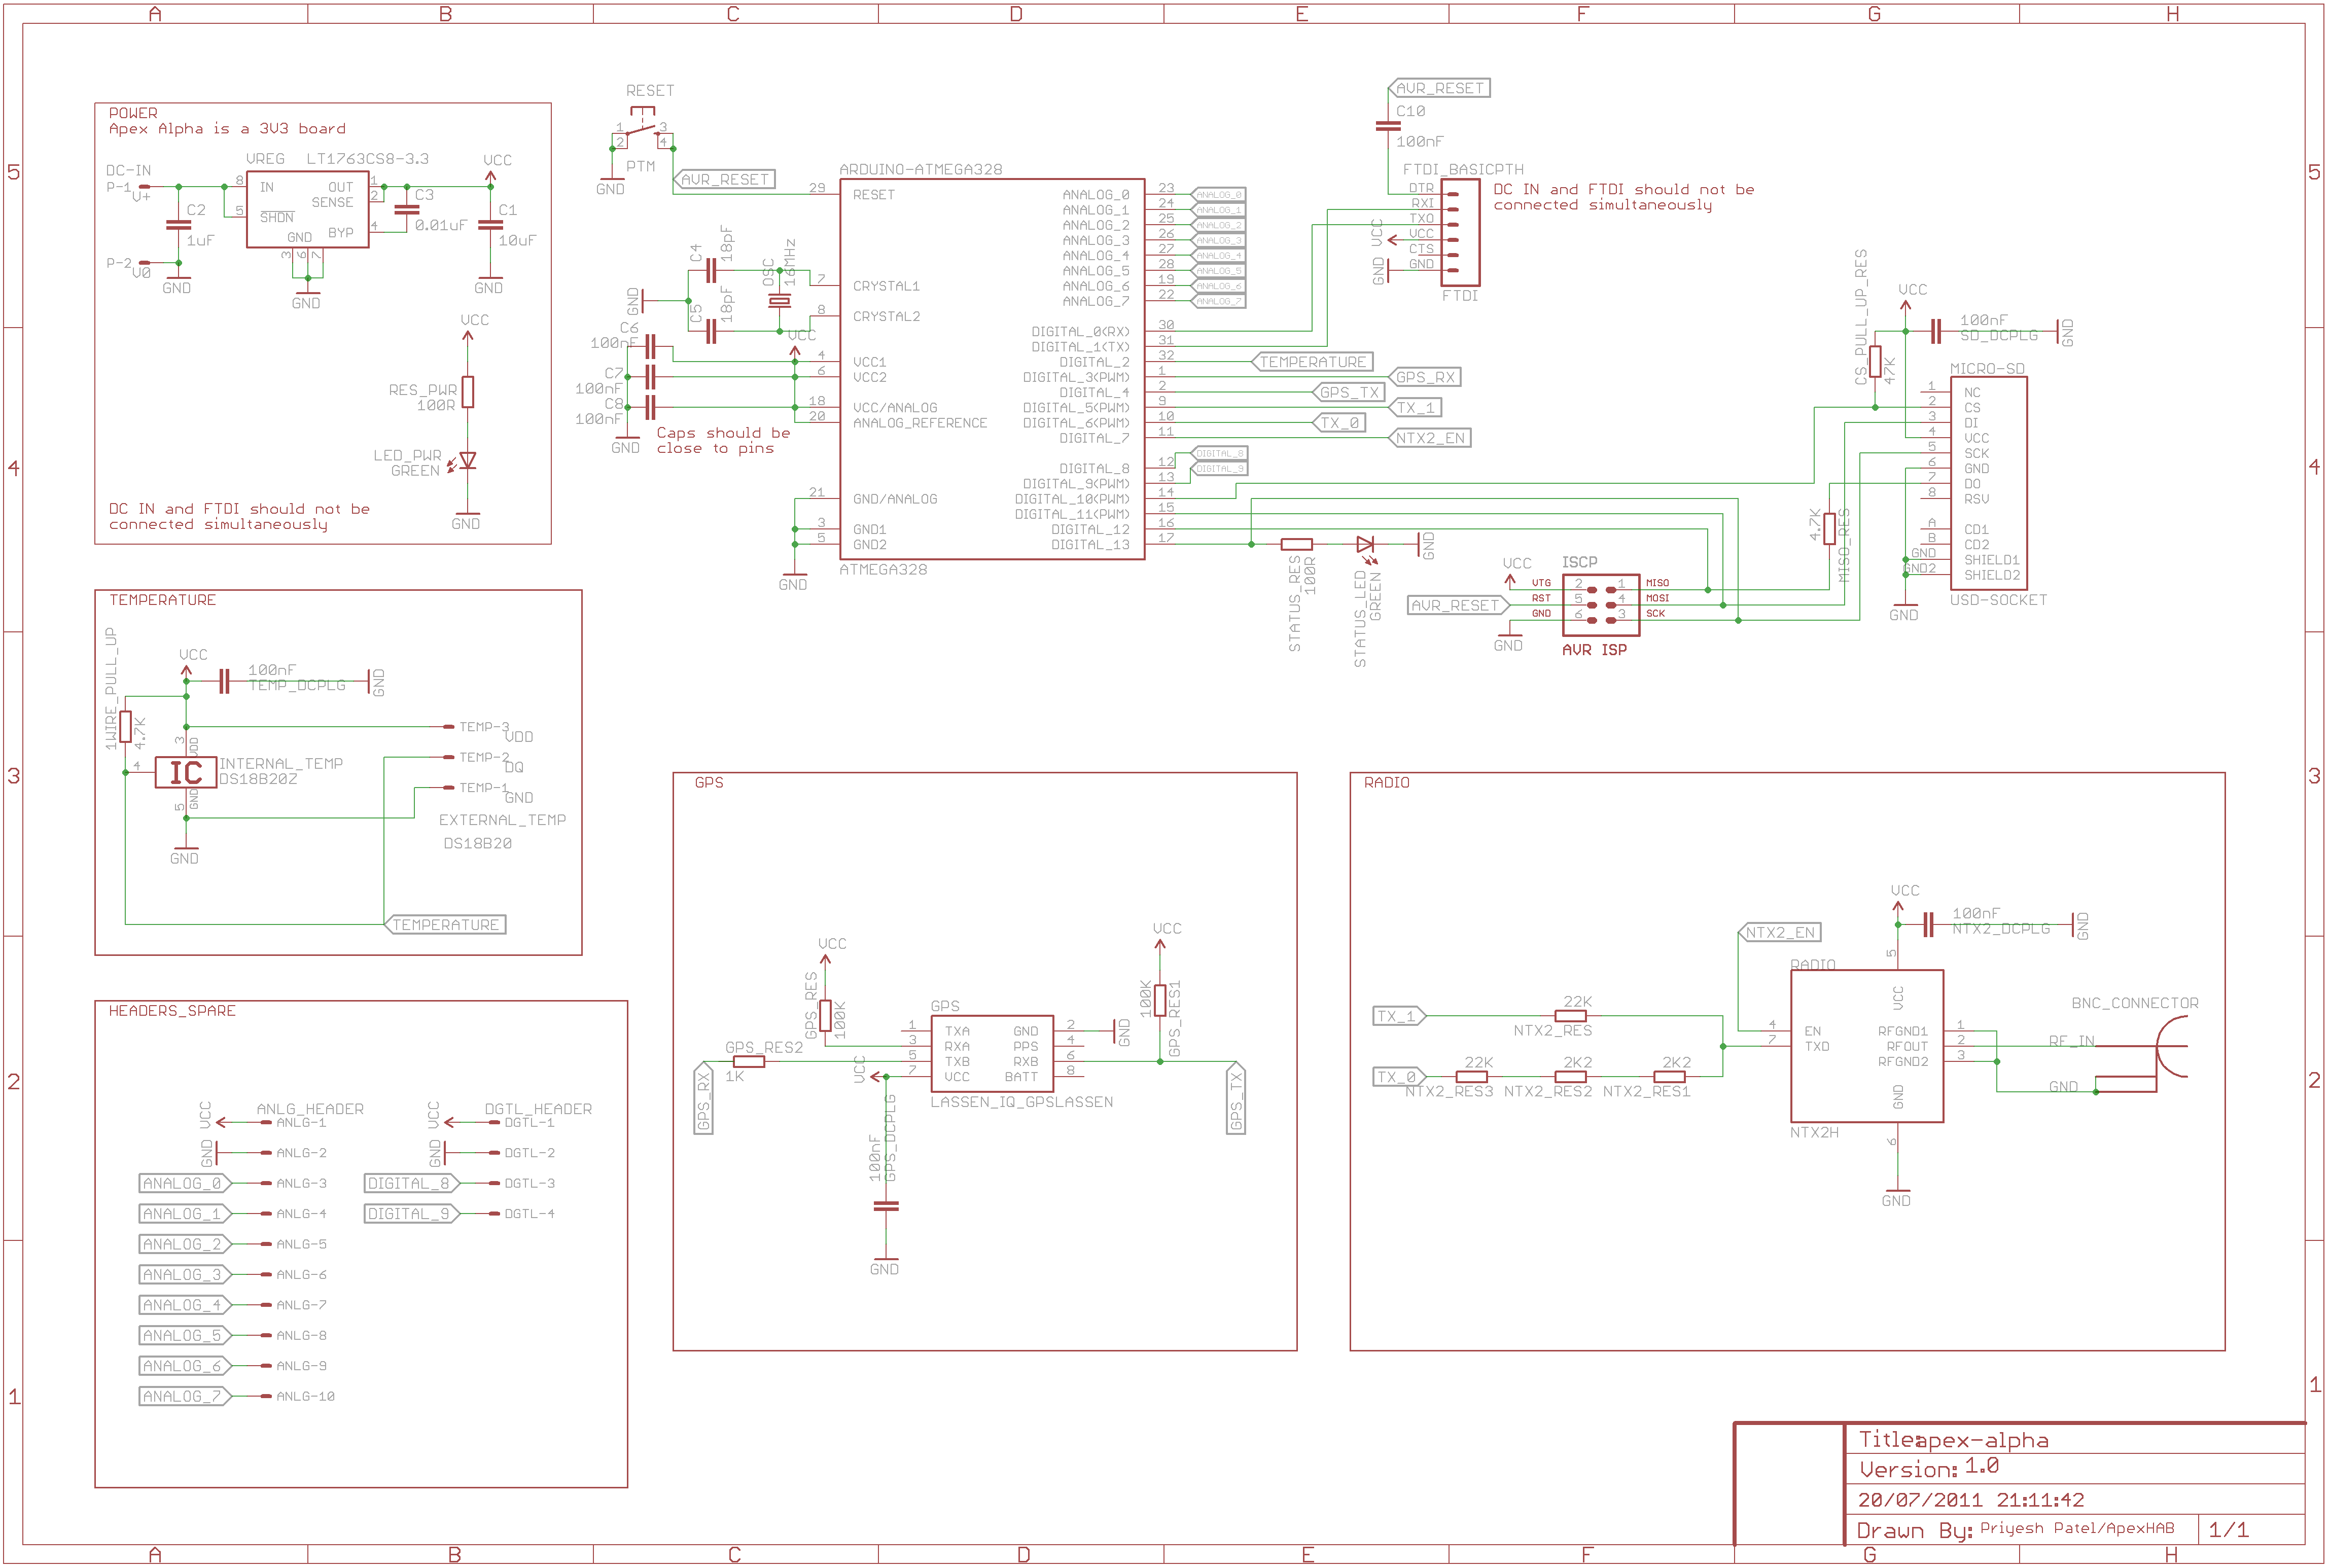 A B C D E F G H
5
4
3
2
1
POWER
Apex Alpha is a 3V3 board
DC-IN
P-1
V+
P-2
V0
C2
1uF
VREG LT1763CS8-3.3
8 IN
5 SHDN
GND
3 6 7
OUT 1
SENSE 2
BYP 4
GND
GND
C3
0.01uF
VCC
C1
10uF
GND
VCC
RES_PWR
100R
LED_PWR
GREEN
GND
DC IN and FTDI should not be
connected simultaneously
RESET
1 3
2 4
PTM
GND
AVR_RESET
C4
18pF
OSC
16MHz
GND
C5
18pF
VCC
C6
100nF
C7
100nF
C8
100nF
GND
Caps should be
close to pins
GND
ARDUINO-ATMEGA328
29 RESET
7 CRYSTAL1
8 CRYSTAL2
4 VCC1
6 VCC2
18 VCC/ANALOG
20 ANALOG_REFERENCE
21 GND/ANALOG
3 GND1
5 GND2
ATMEGA328
ANALOG_0 23 ANALOG_0
ANALOG_1 24 ANALOG_1
ANALOG_2 25 ANALOG_2
ANALOG_3 26 ANALOG_3
ANALOG_4 27 ANALOG_4
ANALOG_5 28 ANALOG_5
ANALOG_6 19 ANALOG_6
ANALOG_7 22 ANALOG_7
DIGITAL_0(RX) 30
DIGITAL_1(TX) 31
DIGITAL_2 32 TEMPERATURE
DIGITAL_3(PWM) 1 GPS_RX
DIGITAL_4 2 GPS_TX
DIGITAL_5(PWM) 9 TX_1
DIGITAL_6(PWM) 10 TX_0
DIGITAL_7 11 NTX2_EN
DIGITAL_8 12 DIGITAL_8
DIGITAL_9(PWM) 13 DIGITAL_9
DIGITAL_10(PWM) 14
DIGITAL_11(PWM) 15
DIGITAL_12 16
DIGITAL_13 17
AVR_RESET
C10
100nF
FTDI_BASICPTH
DTR
RXI
TXO
VCC
CTS
GND
VCC
GND
FTDI
DC IN and FTDI should not be
connected simultaneously
STATUS_RES
100R
STATUS_LED
GREEN
GND
ISCP
VCC
VTG 2 1 MISO
AVR_RESET
RST 5 4 MOSI
GND 6 3 SCK
GND
AVR ISP
CS_PULL_UP_RES
47K
VCC
100nF
SD_DCPLG
GND
4.7K
MISO_RES
MICRO-SD
1 NC
2 CS
3 DI
4 VCC
5 SCK
6 GND
7 DO
8 RSV
A CD1
B CD2
GND SHIELD1
GND2 SHIELD2
GND
USD-SOCKET
TEMPERATURE
1WIRE_PULL_UP
4.7K
VCC
100nF
TEMP_DCPLG
GND
3 VDD
4
IC
INTERNAL_TEMP
DS18B20Z
5 GND
GND
TEMP-3
VDD
TEMP-2
DQ
TEMP-1
GND
EXTERNAL_TEMP
DS18B20
TEMPERATURE
HEADERS_SPARE
ANLG_HEADER
VCC ANLG-1
GND ANLG-2
ANALOG_0 ANLG-3
ANALOG_1 ANLG-4
ANALOG_2 ANLG-5
ANALOG_3 ANLG-6
ANALOG_4 ANLG-7
ANALOG_5 ANLG-8
ANALOG_6 ANLG-9
ANALOG_7 ANLG-10
DGTL_HEADER
VCC DGTL-1
GND DGTL-2
DIGITAL_8 DGTL-3
DIGITAL_9 DGTL-4
GPS
VCC
GPS_RES
100K
GPS_RES2
1K
GPS_RX
VCC
GPS
1 TXA GND 2
3 RXA PPS 4
5 TXB RXB 6
7 VCC BATT 8
LASSEN_IQ_GPSLASSEN
GND
VCC
100K
GPS_RES1
GPS_TX
100nF
GPS_DCPLG
GND
RADIO
NTX2_EN
TX_1
22K
NTX2_RES
TX_0
22K
NTX2_RES3
2K2
NTX2_RES2
2K2
NTX2_RES1
VCC
100nF
NTX2_DCPLG
GND
RADIO
5
VCC
4 EN
7 TXD
RFGND1 1
RFOUT 2
RFGND2 3
GND
6
NTX2H
GND
BNC_CONNECTOR
RF_IN
GND
Title:apex-alpha
Version: 1.0
20/07/2011 21:11:42
Drawn By: Priyesh Patel/ApexHAB
1/1
5
4
3
2
1
A B C D E F G H